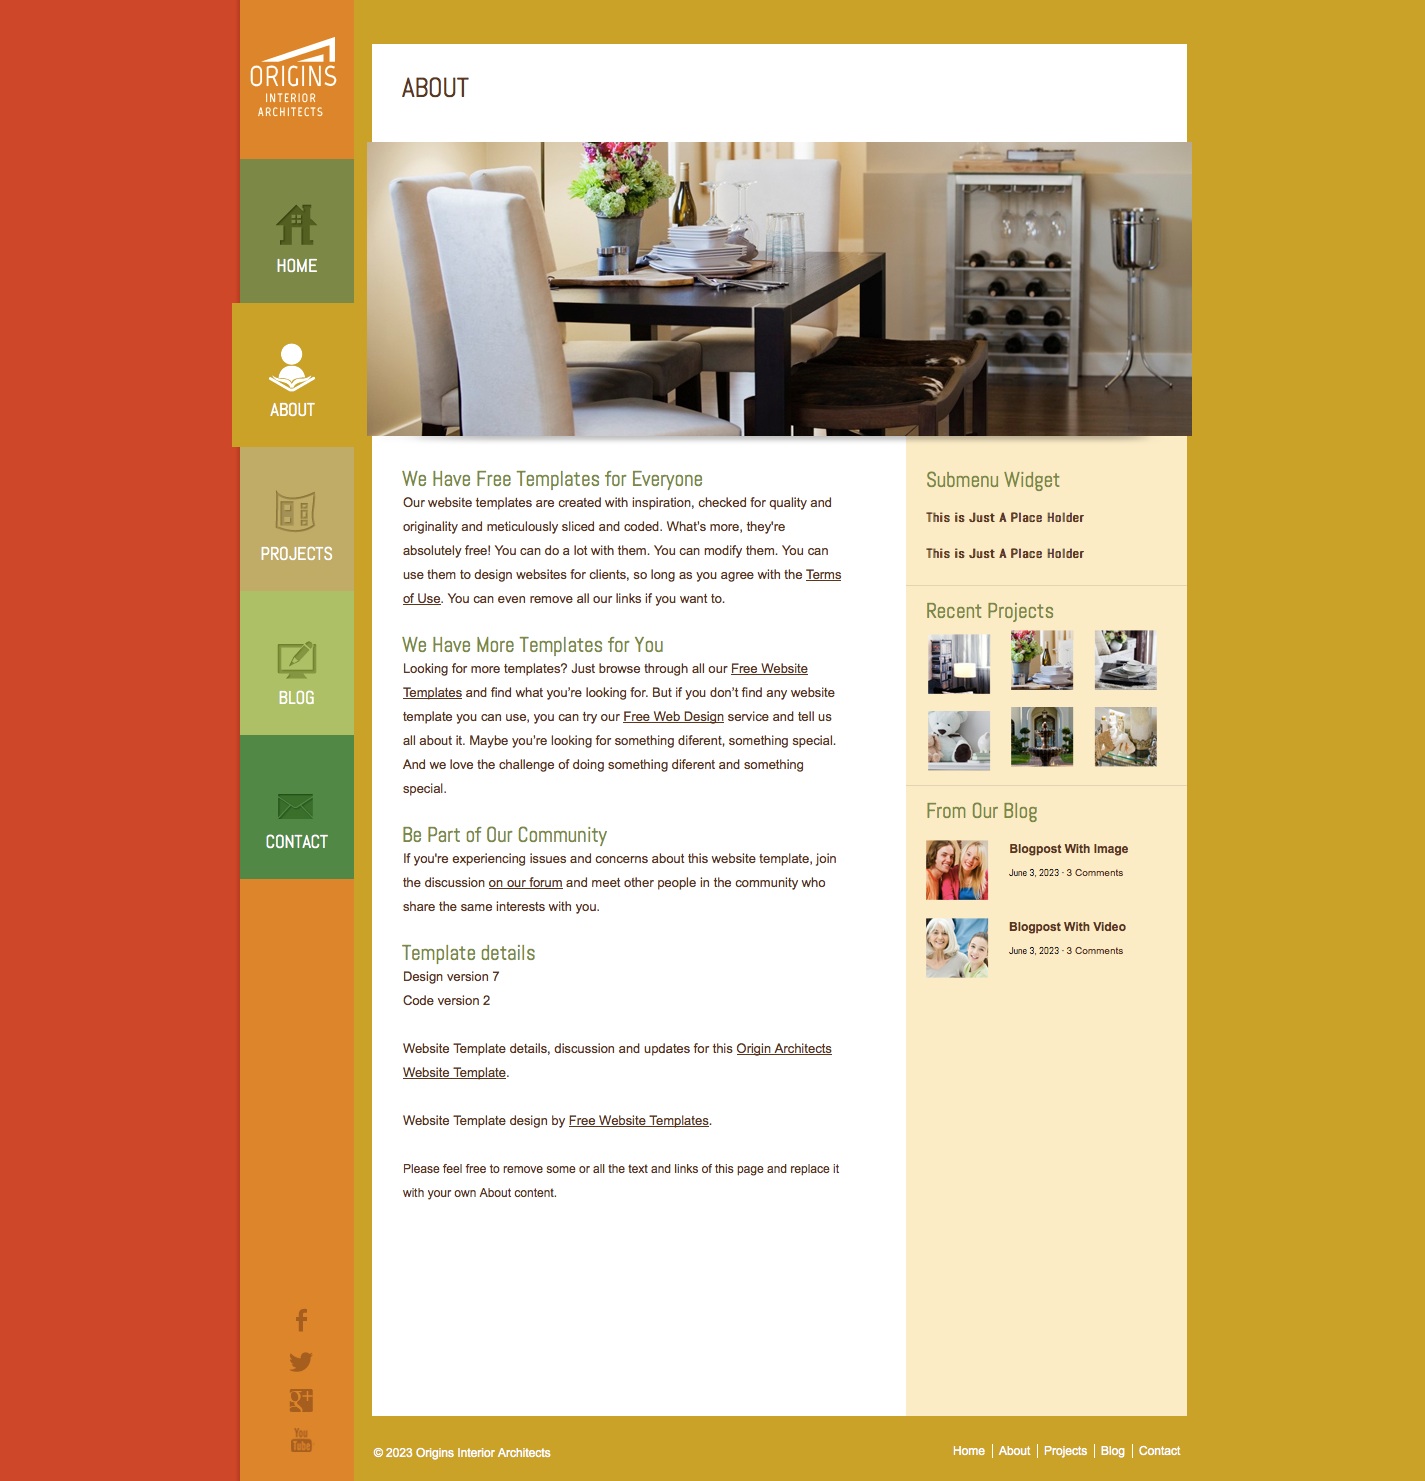 ORIGINS
INTERIOR
ARCHITECTS
HOME
ABOUT
PROJECTS
BLOG
CONTACT
You
Tube
ABOUT
We Have Free Templates for Everyone
Our website templates are created with inspiration, checked for quality and
originality and meticulously sliced and coded. What's more, they're
absolutely free! You can do a lot with them. You can modify them. You can
use them to design websites for clients, so long as you agree with the Terms
of Use. You can even remove all our links if you want to.
We Have More Templates for You
Looking for more templates? Just browse through all our Free Website
Templates and find what you're looking for. But if you don't find any website
template you can use, you can try our Free Web Design service and tell us
all about it. Maybe you're looking for something diferent, something special.
And we love the challenge of doing something diferent and something
special.
Be Part of Our Community
If you're experiencing issues and concerns about this website template, join
the discussion on our forum and meet other people in the community who
share the same interests with you.
Template details
Design version 7
Code version 2
Website Template details, discussion and updates for this Origin Architects
Website Template.
Website Template design by Free Website Templates.
Please feel free to remove some or all the text and links of this page and replace it
with your own About content.
Submenu Widget
This is Just A Place Holder
This is Just A Place Holder
Recent Projects
From Our Blog
Blogpost With Image
June 3, 2023 · 3 Comments
Blogpost With Video
June 3, 2023 · 3 Comments
© 2023 Origins Interior Architects
Home | About | Projects | Blog | Contact